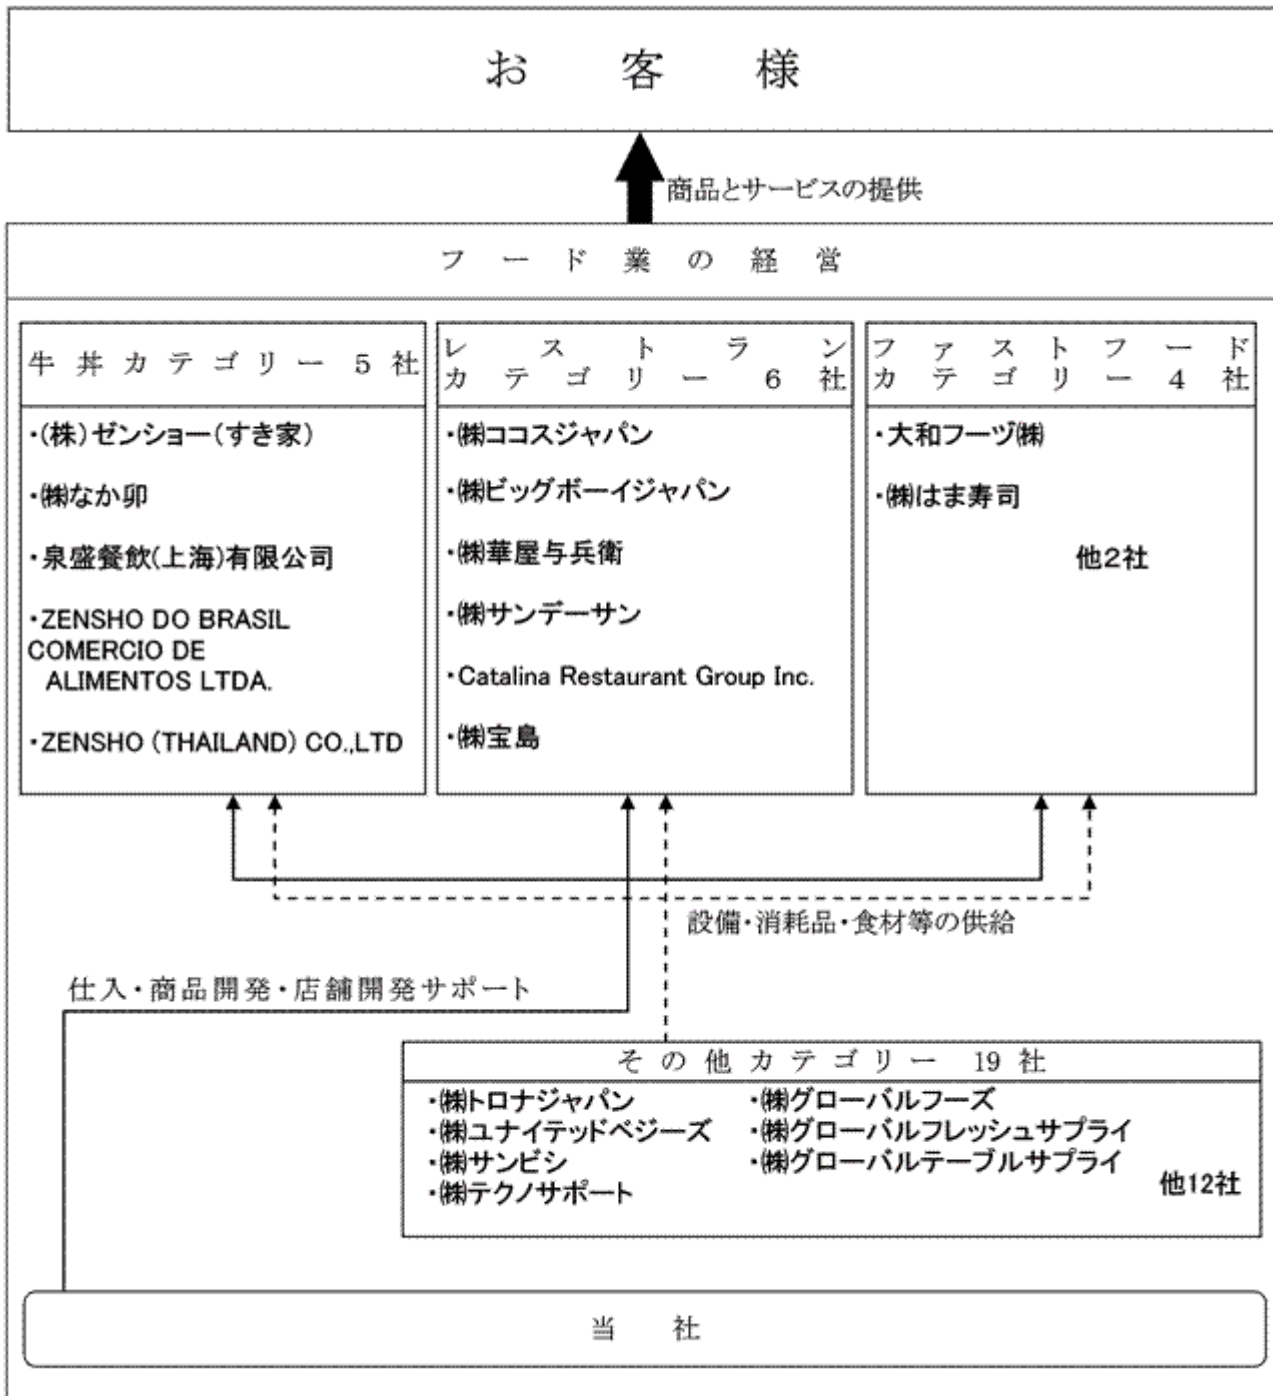 お客様
商品とサービスの提供
フード業の経営
牛丼カテゴリー5社
・(株)ゼンショー(すき家)
・㈱なか卯
・泉盛餐飲(上海)有限公司
・ZENSHO DO BRASIL
COMERCIO DE
ALIMENTOS LTDA.
・ZENSHO (THAILAND) CO.,LTD
レストラン
カテゴリー6社
・㈱ココスジャパン
・㈱ビッグボーイジャパン
・㈱華屋与兵衛
・㈱サンデーサン
・Catalina Restaurant Group Inc.
・㈱宝島
ファストフード
カテゴリー4社
・大和フーヅ㈱
・㈱はま寿司
他2社
設備・消耗品・食材等の供給
仕入・商品開発・店舗開発サポート
その他カテゴリー 19社
・㈱トロナジャパン
・㈱ユナイテッドベジーズ
・㈱サンビシ
・㈱テクノサポート
・㈱グローバルフーズ
・㈱グローバルフレッシュサプライ
・㈱グローバルテーブルサプライ
他12社
当社